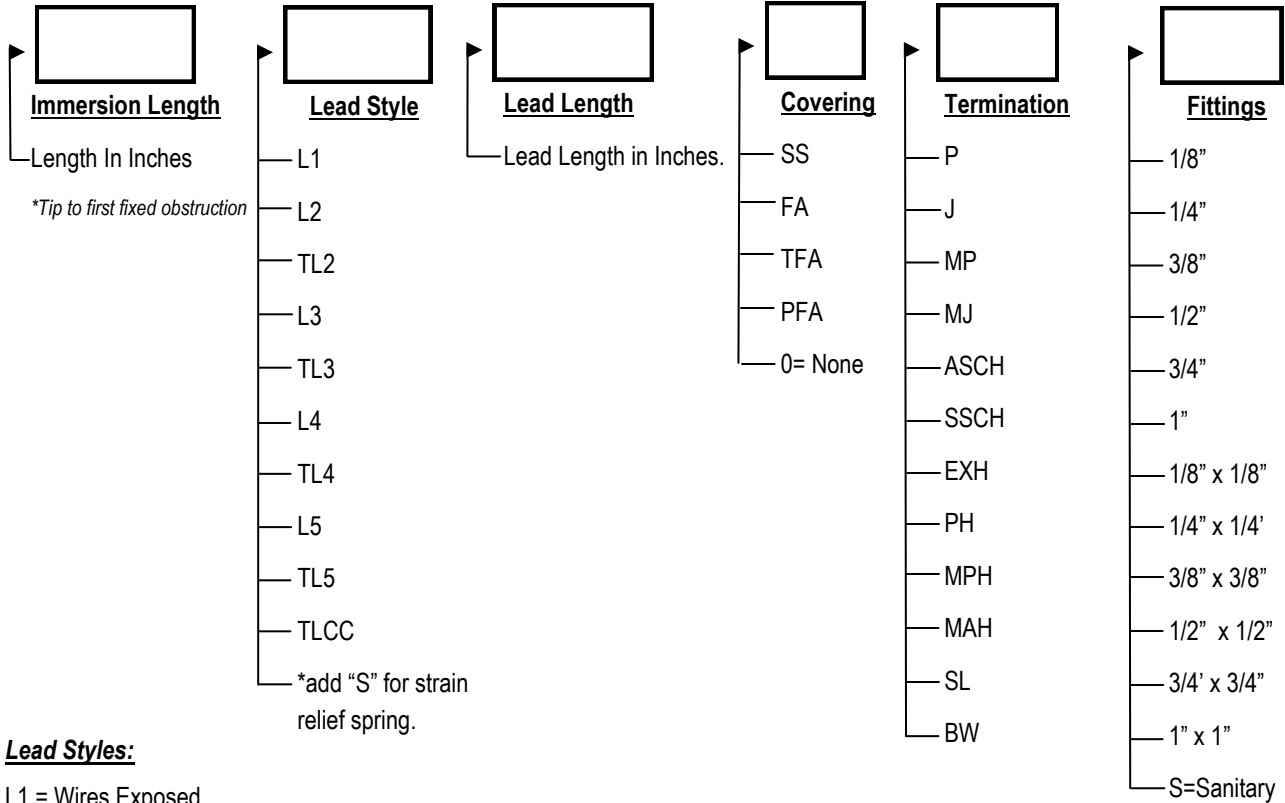 Immersion Length
Length In Inches
*Tip to first fixed obstruction
Lead Style
L1
L2
TL2
L3
TL3
L4
TL4
L5
TL5
TLCC
*add “S” for strain
relief spring.
Lead Length
Lead Length in Inches.
Covering
SS
FA
TFA
PFA
0= None
Termination
P
J
MP
MJ
ASCH
SSCH
EXH
PH
MPH
MAH
SL
BW
Fittings
1/8”
1/4”
3/8”
1/2”
3/4”
1”
1/8” x 1/8”
1/4” x 1/4’
3/8” x 3/8”
1/2” x 1/2”
3/4’ x 3/4”
1” x 1”
S=Sanitary
Lead Styles:
L1 = Wires Exposed